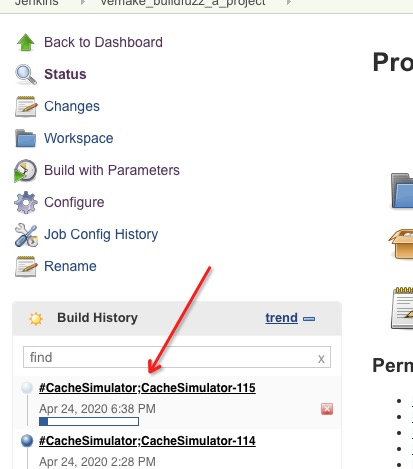 Jenkins
vemake_buildfuzz_a_project
Back to Dashboard
Status
Changes
Workspace
Build with Parameters
Configure
Job Config History
Rename
Pro
Build History
trend
find
x
#CacheSimulator;CacheSimulator-115
Apr 24, 2020 6:38 PM
#CacheSimulator;CacheSimulator-114
Apr 24, 2020 2:28 PM
Perm